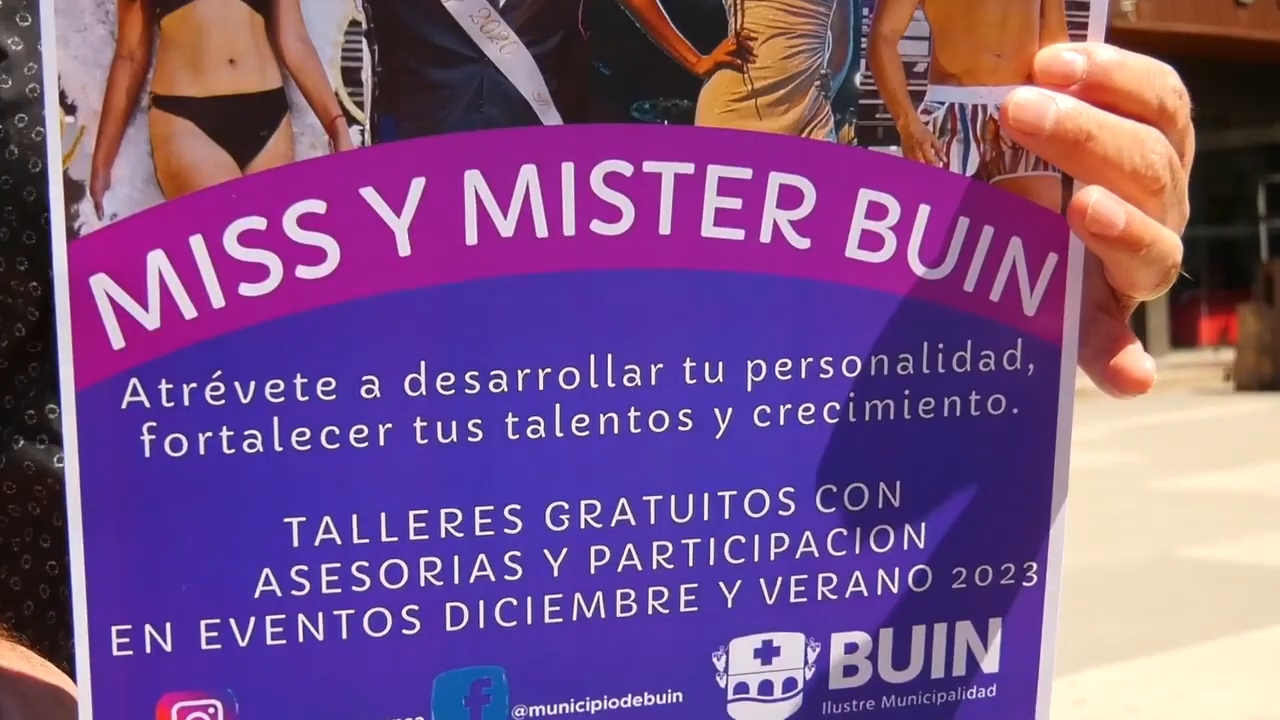 2020
MISS Y MISTER BUIN
Atrévete a desarrollar tu personalidad,
fortalecer tus talentos y crecimiento.
TALLERES GRATUITOS CON
ASESORIAS Y PARTICIPACION
EN EVENTOS DICIEMBRE Y VERANO 2023
@municipiodebuin
BUIN
Ilustre Municipalidad